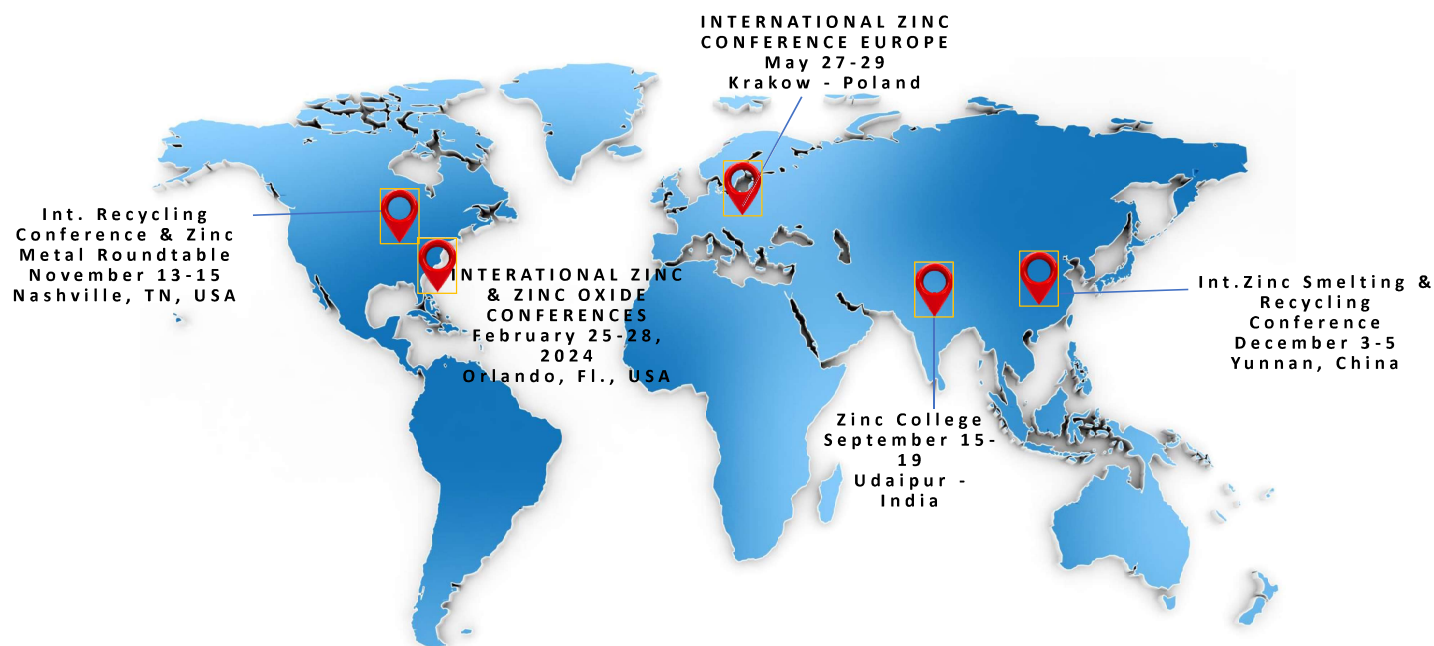 INTERNATIONAL ZINC
CONFERENCE EUROPE
May 27-29
Krakow - Poland
Int. Recycling
Conference & Zinc
Metal Roundtable
November 13-15
Nashville, TN, USA
INTERATIONAL ZINC
& ZINC OXIDE
CONFERENCES
February 25-28,
2024
Orlando, Fl., USA
Int.Zinc Smelting &
Recycling
Conference
December 3-5
Yunnan, China
Zinc College
September 15-
19
Udaipur -
India